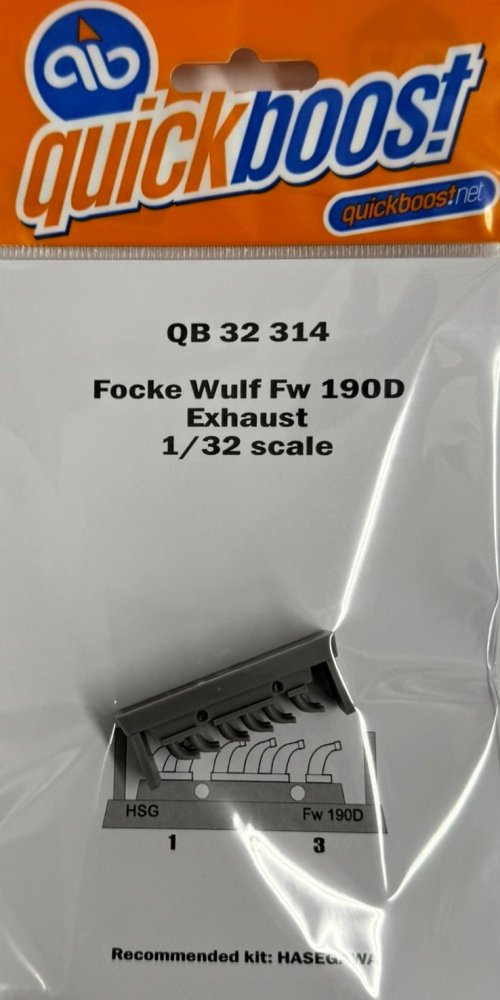 qb
quickboost
quickboost.net
QB 32 314
Focke Wulf Fw 190D
Exhaust
1/32 scale
HSG Fw 190D
1 3
Recommended kit: